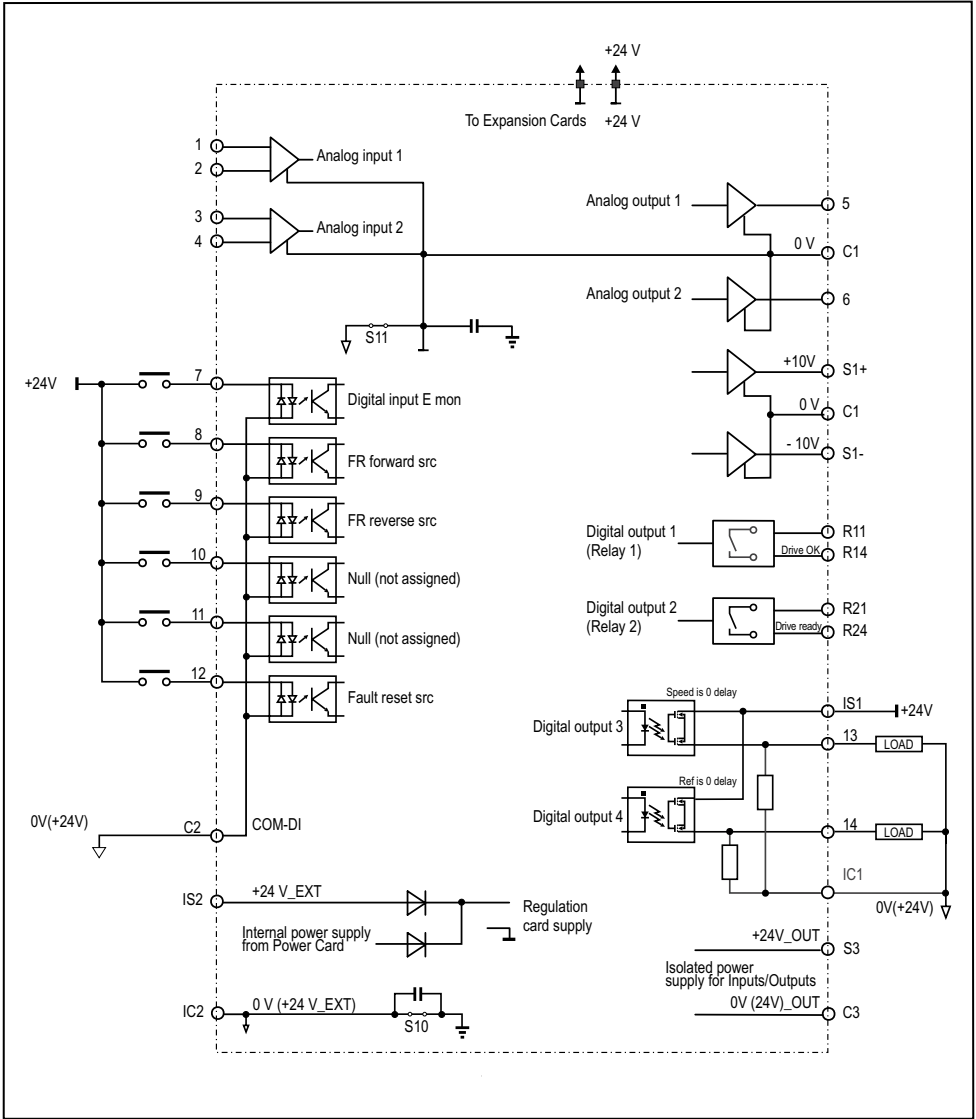 +24 V
To Expansion Cards
+24 V
1
2
Analog input 1
3
4
Analog input 2
S11
Analog output 1
5
0 V
C1
Analog output 2
6
+10V
S1+
0 V
C1
- 10V
S1-
+24V
7
Digital input E mon
8
FR forward src
9
FR reverse src
10
Null (not assigned)
11
Null (not assigned)
12
Fault reset src
Digital output 1
(Relay 1)
Drive OK
R11
R14
Digital output 2
(Relay 2)
Drive ready
R21
R24
Speed is 0 delay
Digital output 3
IS1
+24V
13
LOAD
Ref is 0 delay
Digital output 4
14
LOAD
IC1
0V(+24V)
0V(+24V)
C2
COM-DI
IS2
+24 V_EXT
Internal power supply
from Power Card
Regulation
card supply
IC2
0 V (+24 V_EXT)
S10
+24V_OUT
S3
Isolated power
supply for Inputs/Outputs
0V (24V)_OUT
C3